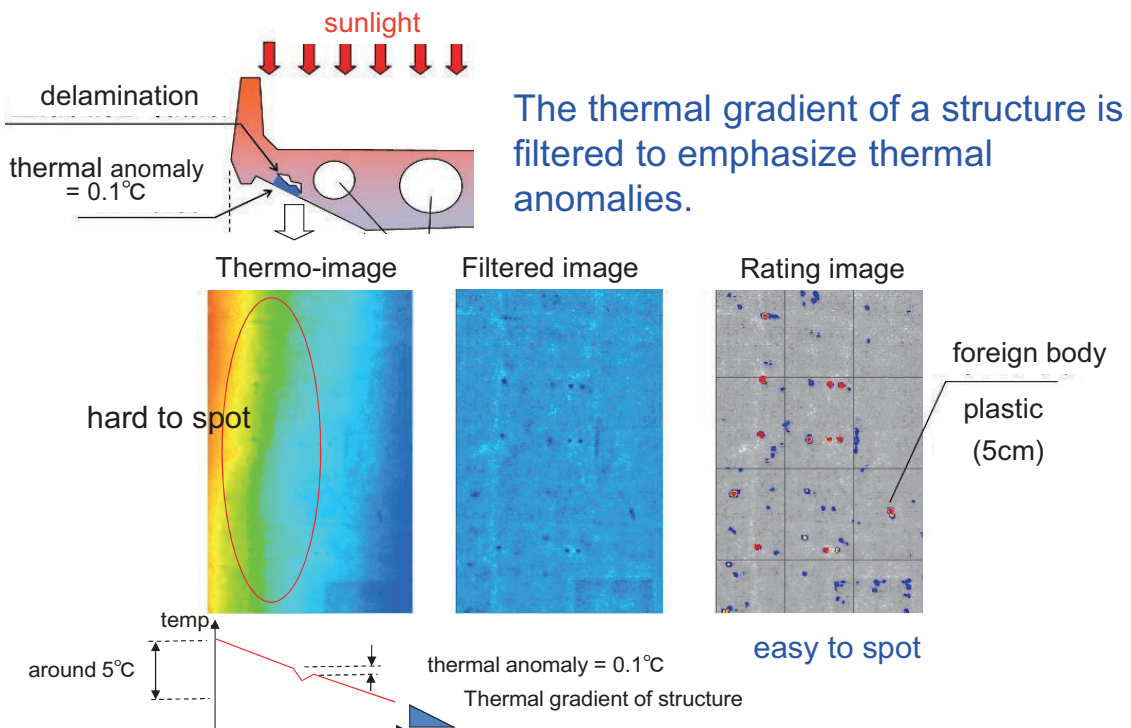 sunlight
delamination
thermal anomaly
= 0.1℃
The thermal gradient of a structure is
filtered to emphasize thermal
anomalies.
Thermo-image
Filtered image
Rating image
hard to spot
foreign body
plastic
(5cm)
easy to spot
temp
around 5℃
thermal anomaly = 0.1℃
Thermal gradient of structure